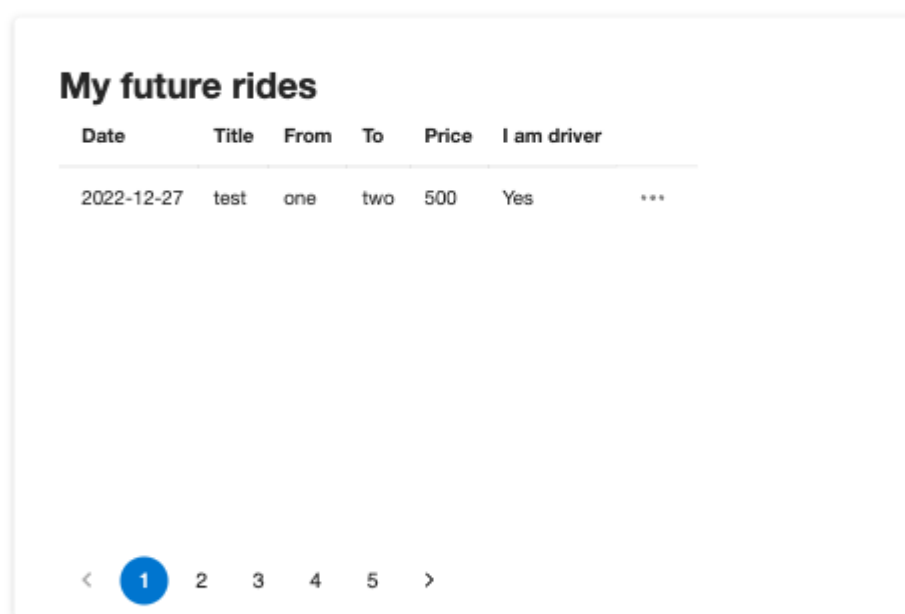 My future rides
Date Title From To Price I am driver
2022-12-27 test one two 500 Yes ...
< 1 2 3 4 5 >